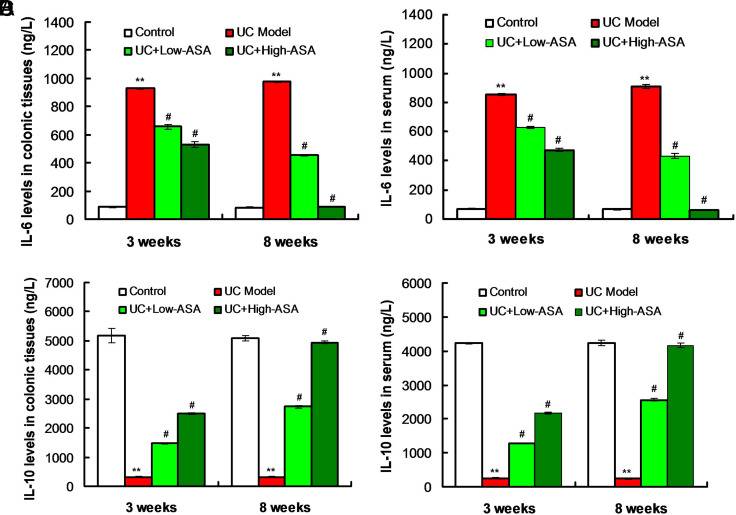 IL-6 levels in colonic tissues (ng/L)
1400
1200
1000
800
600
400
200
0
Control
UC Model
UC+Low-ASA
UC+High-ASA
**
#
#
**
#
#
3 weeks
8 weeks
IL-6 levels in serum (ng/L)
1400
1200
1000
800
600
400
200
0
Control
UC Model
UC+Low-ASA
UC+High-ASA
**
#
#
**
#
#
3 weeks
8 weeks
IL-10 levels in colonic tissues (ng/L)
7000
6000
5000
4000
3000
2000
1000
0
Control
UC Model
UC+Low-ASA
UC+High-ASA
**
#
#
**
#
#
3 weeks
8 weeks
IL-10 levels in serum (ng/L)
6000
5000
4000
3000
2000
1000
0
Control
UC Model
UC+Low-ASA
UC+High-ASA
**
#
#
**
#
#
3 weeks
8 weeks